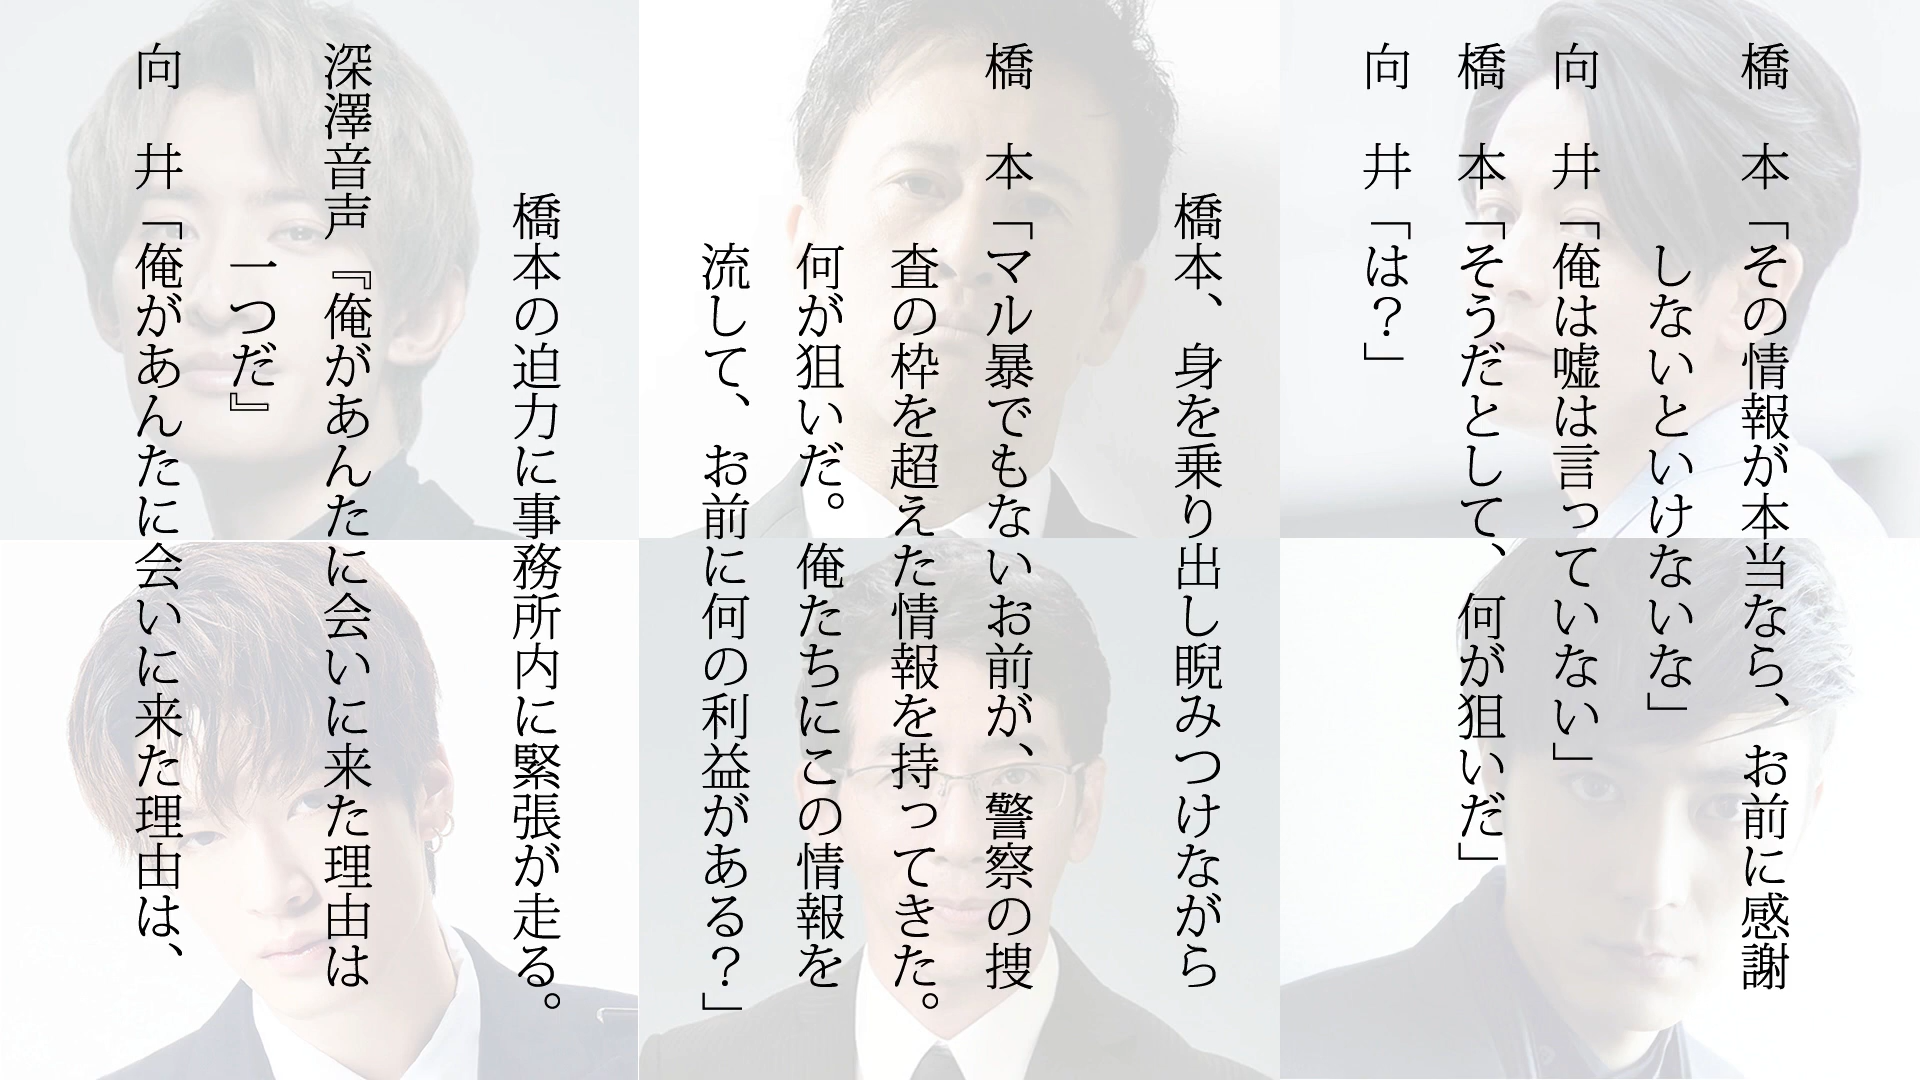 橋　本「その情報が本当なら、お前に感謝
しないといけないな」
向　井「俺は嘘は言っていない」
橋　本「そうだとして、何が狙いだ」
向　井「は？」
橋本、身を乗り出し睨みつけながら
橋　本「マル暴でもないお前が、警察の捜
査の枠を超えた情報を持ってきた。
何が狙いだ。俺たちにこの情報を
流して、お前に何の利益がある？」
橋本の迫力に事務所内に緊張が走る。
深澤音声『俺があんたに会いに来た理由は
一つだ』
向　井「俺があんたに会いに来た理由は、